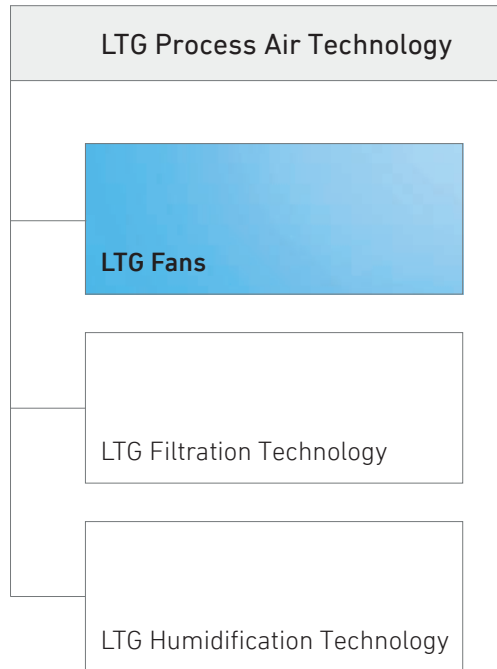 LTG Process Air Technology
LTG Fans
LTG Filtration Technology
LTG Humidification Technology